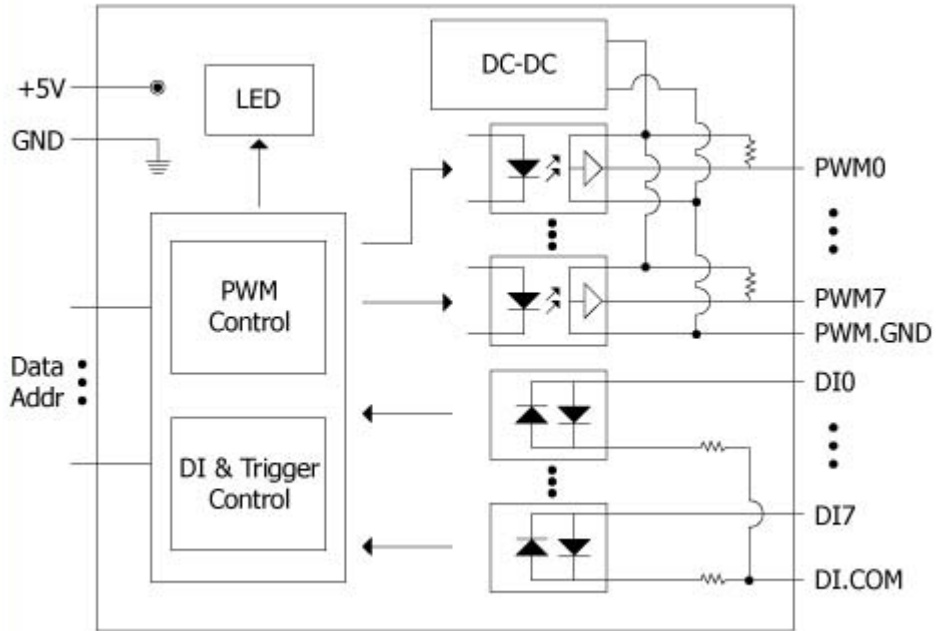 +5V
GND
LED
DC-DC
PWM
Control
Data
Addr
DI & Trigger
Control
PWM0
PWM7
PWM.GND
DI0
DI7
DI.COM